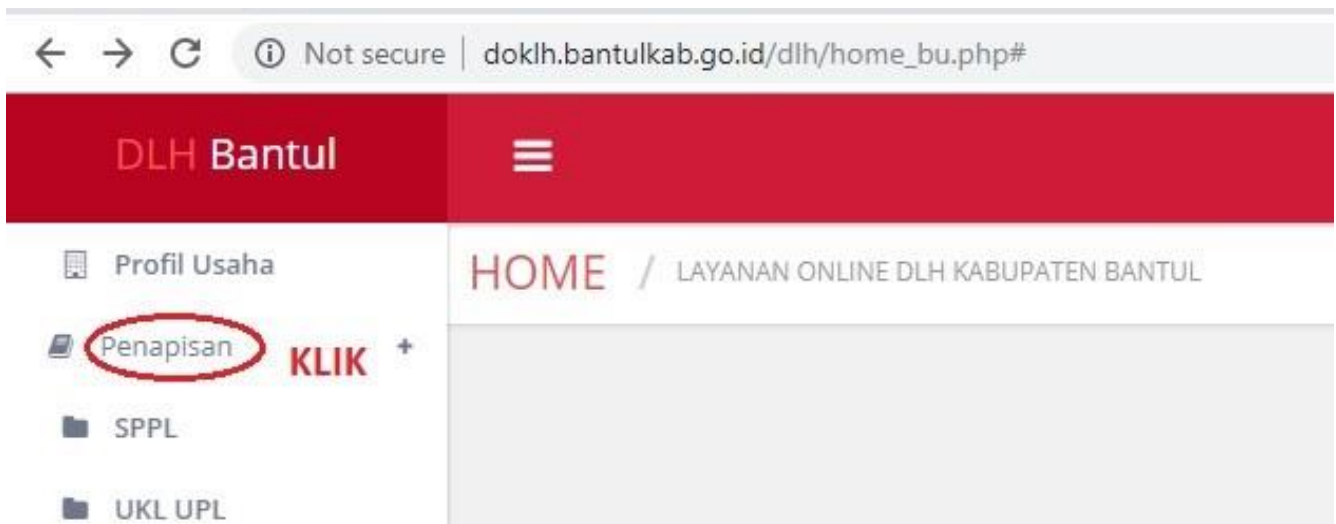 Not secure | doklh.bantulkab.go.id/dlh/home_bu.php#
DLH Bantul
Profil Usaha
HOME / LAYANAN ONLINE DLH KABUPATEN BANTUL
Penapisan KLIK +
SPPL
UKL UPL